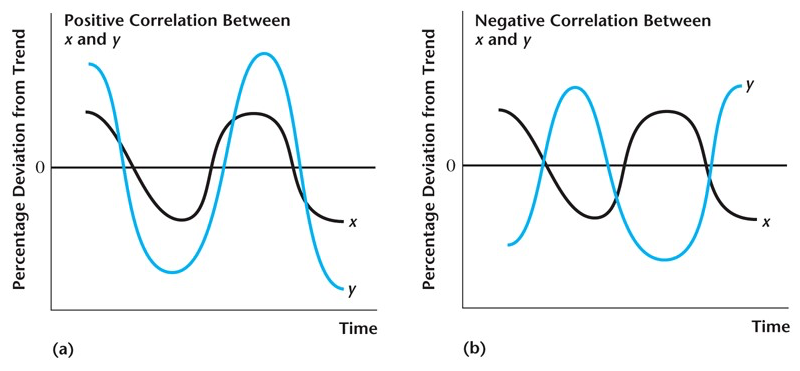 (a)
Positive Correlation Between
x and y
Percentage Deviation from Trend
0
x
y
Time
(b)
Negative Correlation Between
x and y
Percentage Deviation from Trend
0
y
x
Time